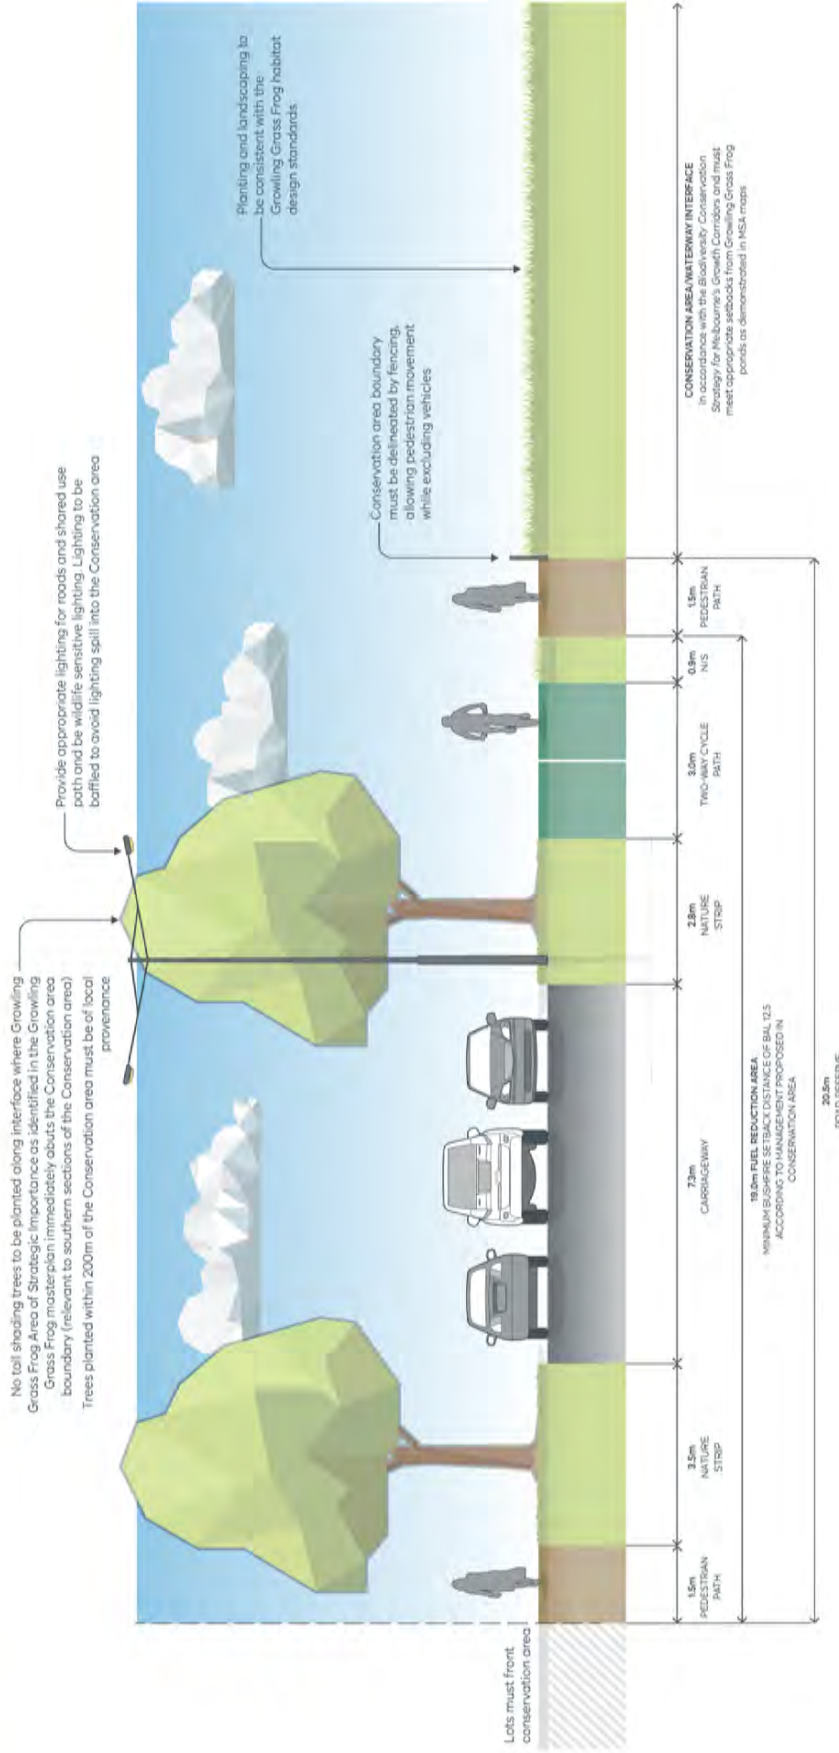 No tall shading trees to be planted along interface where Growling
Grass Frog Area of Strategic Importance as identified in the Growling
Grass Frog masterplan immediately abuts the Conservation area
boundary (relevant to southern sections of the Conservation area)
Trees planted within 200m of the Conservation area must be of local
provenance
Provide appropriate lighting for roads and shared use
path and be wildlife sensitive lighting. Lighting to be
baffled to avoid lighting spill into the Conservation area
Planting and landscaping to
be consistent with the
Growling Grass Frog habitat
design standards
Conservation area boundary
must be delineated by fencing,
allowing pedestrian movement
while excluding vehicles
Lots must front
conservation area
1.5m
PEDESTRIAN
PATH
3.5m
NATURE
STRIP
7.3m
CARRIAGEWAY
2.8m
NATURE
STRIP
3.0m
TWO-WAY CYCLE
PATH
0.9m
N/S
1.5m
PEDESTRIAN
PATH
CONSERVATION AREA/WATERWAY INTERFACE
In accordance with the Biodiversity Conservation
Strategy for Melbourne's Growth Corridors and must
meet appropriate setbacks from Growling Grass Frog
ponds as demonstrated in MSA maps
19.0m FUEL REDUCTION AREA
MINIMUM BUSHFIRE SETBACK DISTANCE OF BAL 12.5
ACCORDING TO MANAGEMENT PROPOSED IN
CONSERVATION AREA
20.5m
ROAD RESERVE